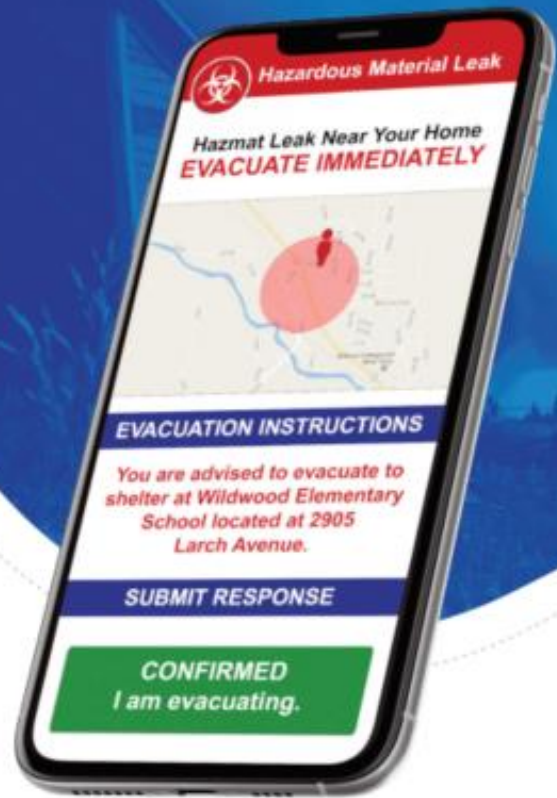 Hazardous Material Leak
Hazmat Leak Near Your Home
EVACUATE IMMEDIATELY
EVACUATION INSTRUCTIONS
You are advised to evacuate to
shelter at Wildwood Elementary
School located at 2905
Larch Avenue.
SUBMIT RESPONSE
CONFIRMED
I am evacuating.